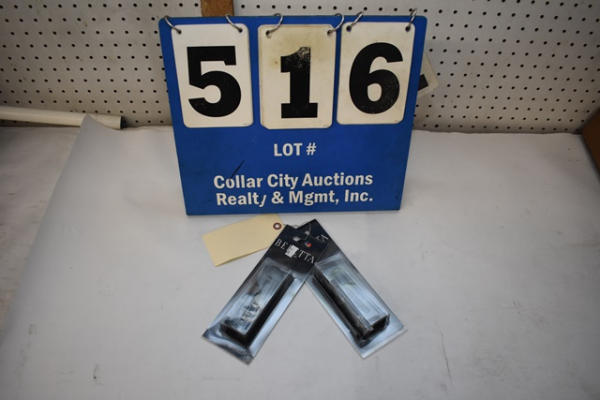 516
LOT #
Collar City Auctions
Realty & Mgmt, Inc.
BERETTA